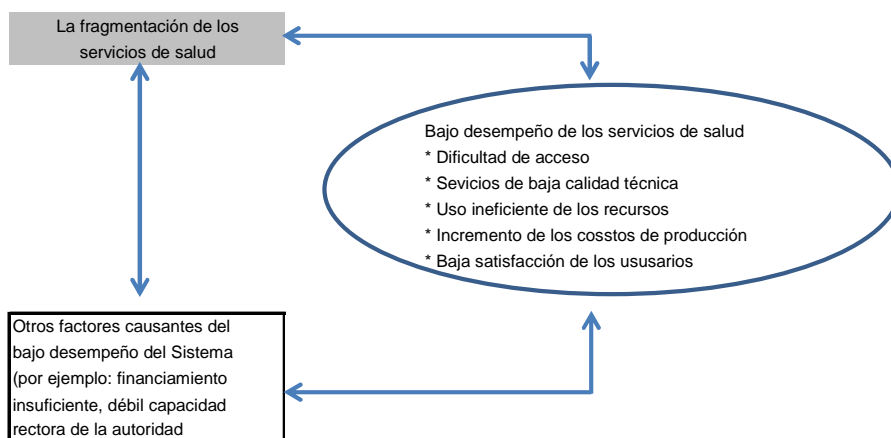 La fragmentación de los
servicios de salud
Bajo desempeño de los servicios de salud
* Dificultad de acceso
* Sevicios de baja calidad técnica
* Uso ineficiente de los recursos
* Incremento de los cosstos de producción
* Baja satisfacción de los ususarios
Otros factores causantes del
bajo desempeño del Sistema
(por ejemplo: financiamiento
insuficiente, débil capacidad
rectora de la autoridad